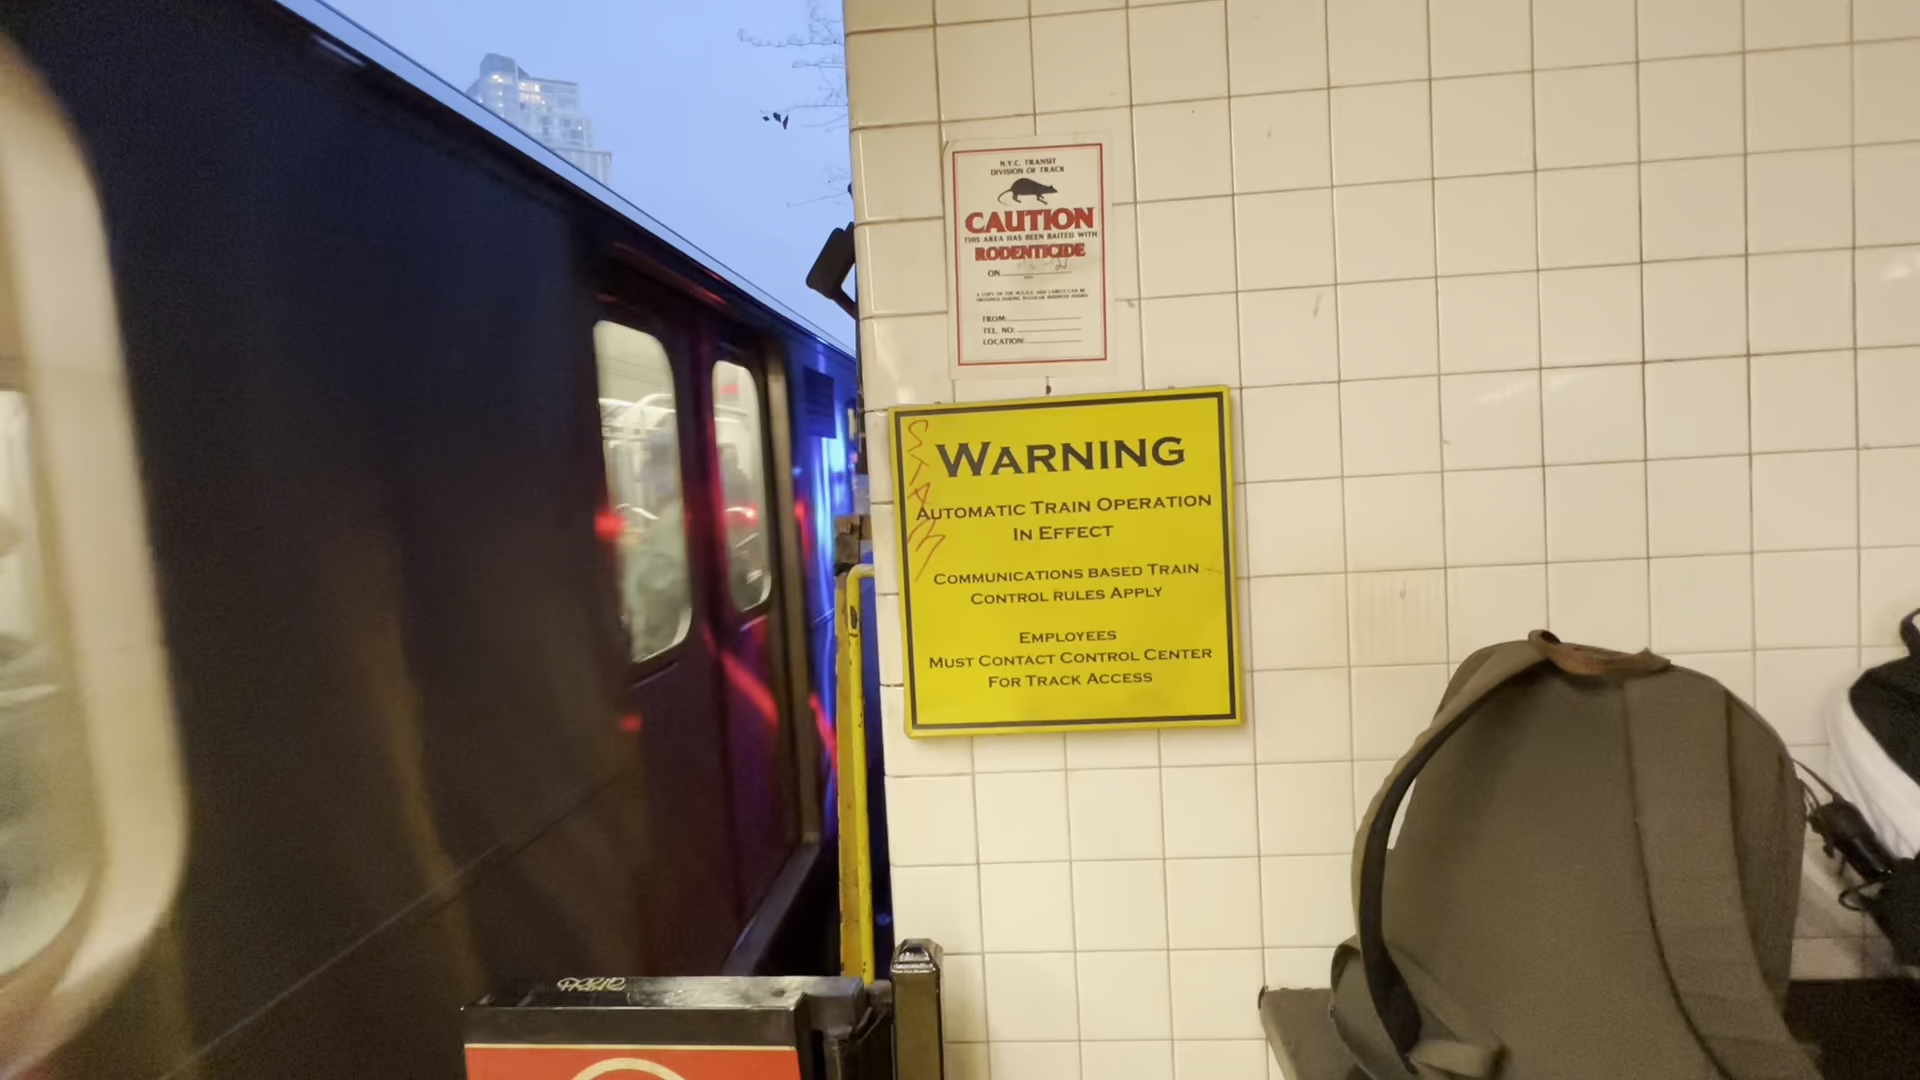 N.Y.C. TRANSIT
DIVISION OF TRACK
CAUTION
THIS AREA HAS BEEN BAITED WITH
RODENTICIDE
ON
FROM:
TEL. NO:
LOCATION:
WARNING
AUTOMATIC TRAIN OPERATION
IN EFFECT
COMMUNICATIONS BASED TRAIN
CONTROL RULES APPLY
EMPLOYEES
MUST CONTACT CONTROL CENTER
FOR TRACK ACCESS